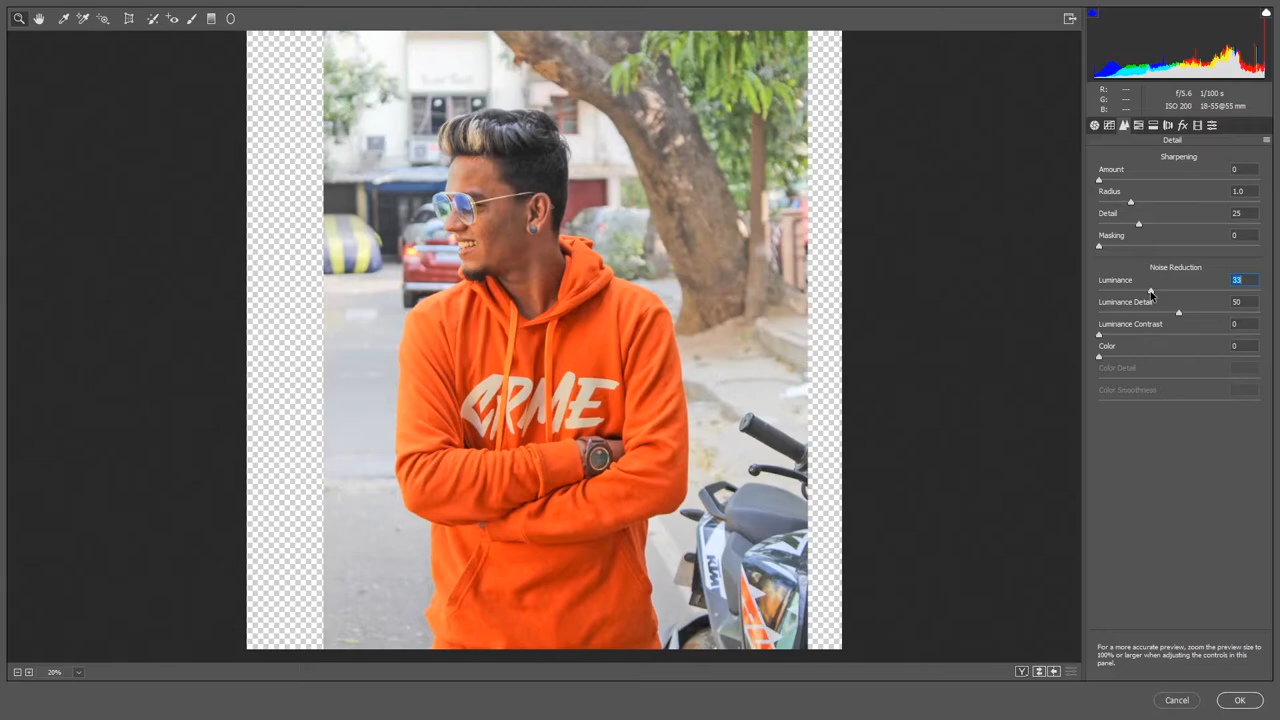 R: ---
G: ---
B: ---
f/5.6 1/100 s
ISO 200 18-55@55 mm
Detail
Sharpening
Amount 0
Radius 1.0
Detail 25
Masking 0
Noise Reduction
Luminance 33
Luminance Detail 50
Luminance Contrast 0
Color 0
Color Detail
Color Smoothness
CRME
For a more accurate preview, zoom the preview size to
100% or larger when adjusting the controls in this
panel.
20%
Y
Cancel OK